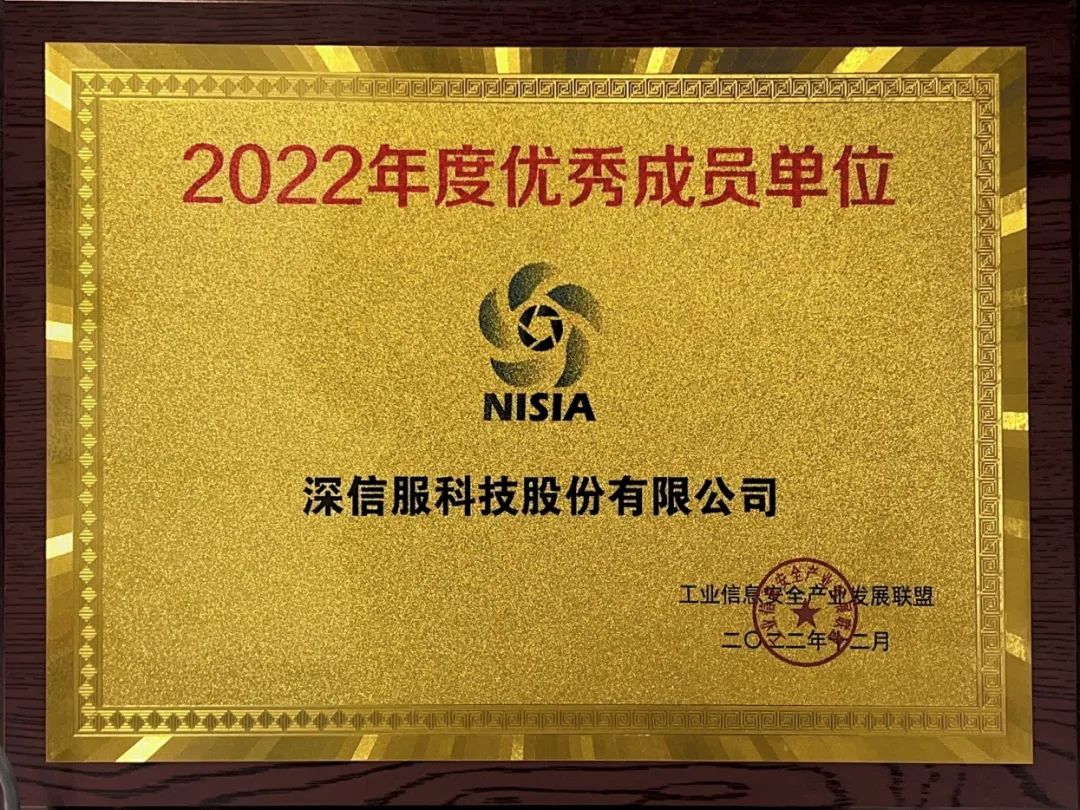 2022年度优秀成员单位
NISIA
深信服科技股份有限公司
工业信息安全产业发展联盟
二〇二二年十二月